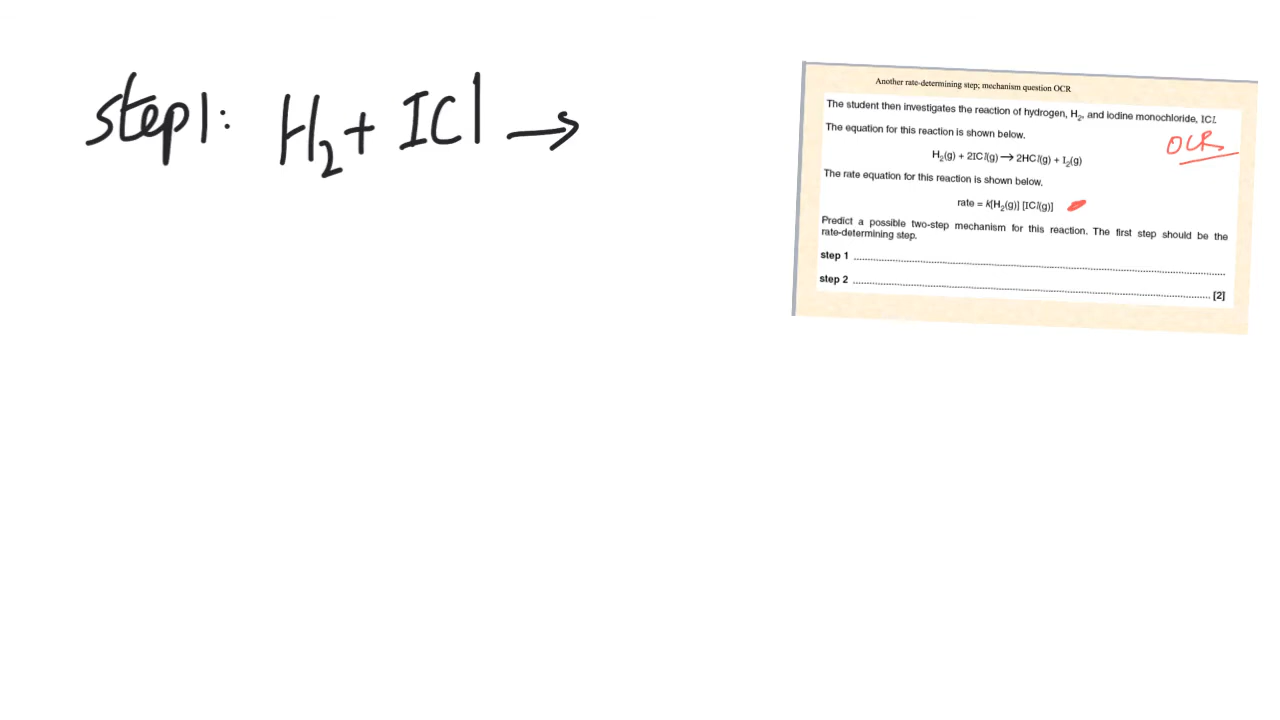 step 1: H₂ + ICl →
Another rate-determining step; mechanism question OCR
The student then investigates the reaction of hydrogen, H₂, and iodine monochloride, ICl.
The equation for this reaction is shown below.
OCR
H₂(g) + 2ICl(g) → 2HCl(g) + I₂(g)
The rate equation for this reaction is shown below.
rate = k[H₂(g)] [ICl(g)]
Predict a possible two-step mechanism for this reaction. The first step should be the
rate-determining step.
step 1 ........................................................................
step 2 ........................................................................ [2]